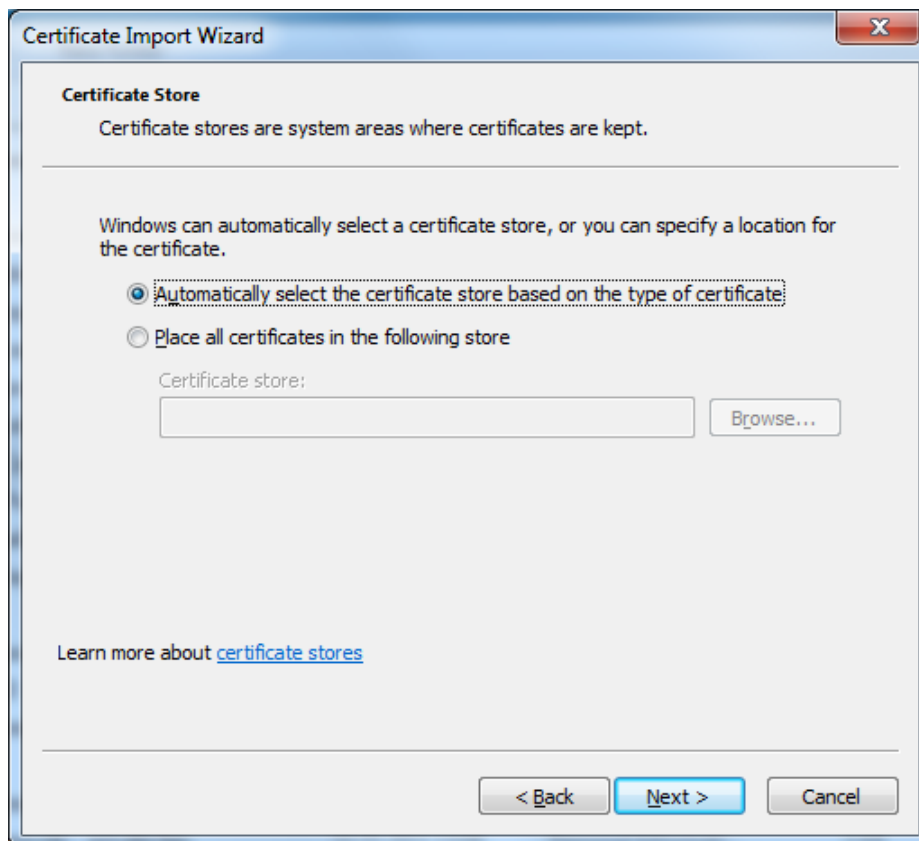 Certificate Import Wizard
X
Certificate Store
Certificate stores are system areas where certificates are kept.
Windows can automatically select a certificate store, or you can specify a location for
the certificate.
Automatically select the certificate store based on the type of certificate
Place all certificates in the following store
Certificate store:
Browse...
Learn more about certificate stores
< Back Next > Cancel